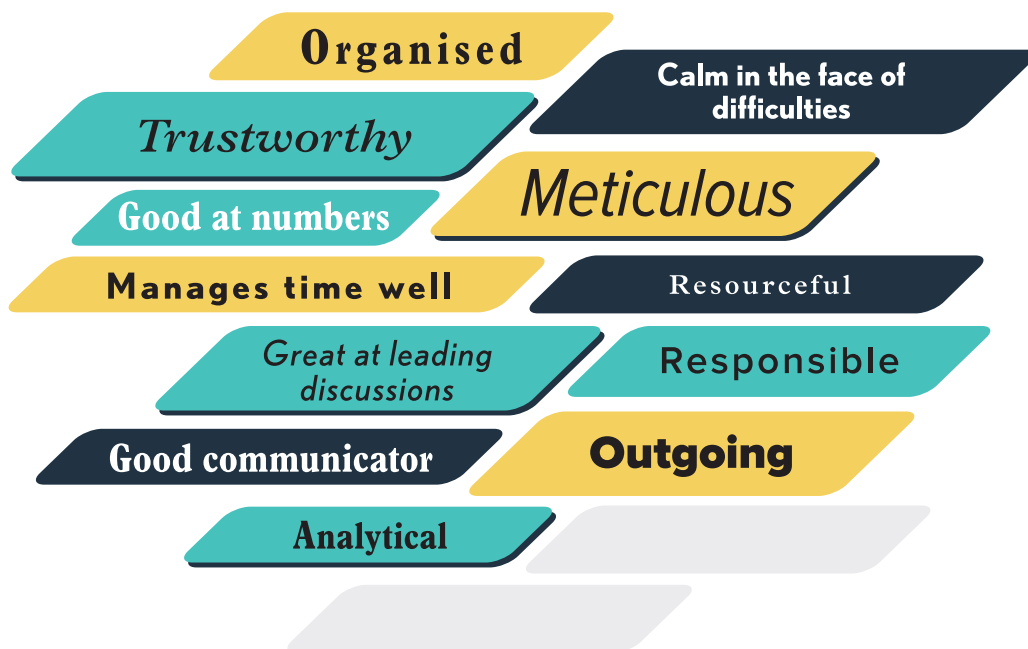 Organised
Calm in the face of
difficulties
Trustworthy
Meticulous
Good at numbers
Manages time well
Resourceful
Great at leading
discussions
Responsible
Good communicator
Outgoing
Analytical